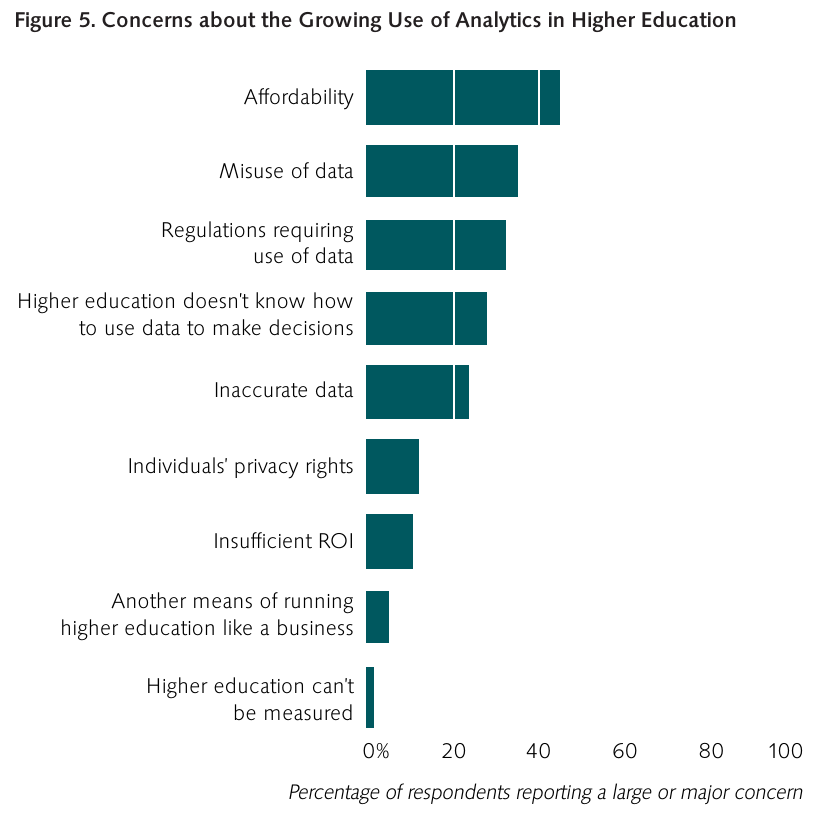 Figure 5. Concerns about the Growing Use of Analytics in Higher Education
Affordability
Misuse of data
Regulations requiring
use of data
Higher education doesn't know how
to use data to make decisions
Inaccurate data
Individuals' privacy rights
Insufficient ROI
Another means of running
higher education like a business
Higher education can't
be measured
0% 20 40 60 80 100
Percentage of respondents reporting a large or major concern